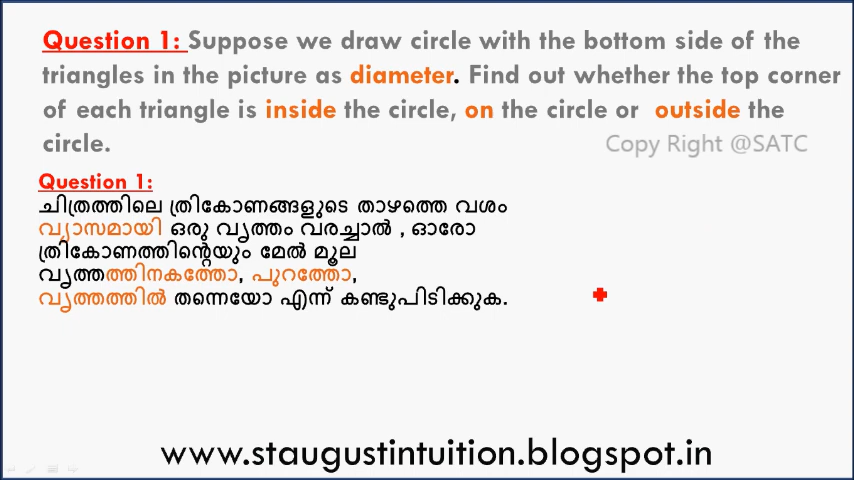 Question 1: Suppose we draw circle with the bottom side of the
triangles in the picture as diameter. Find out whether the top corner
of each triangle is inside the circle, on the circle or outside the
circle.
Copy Right @SATC
Question 1:
ചിത്രത്തിലെ ത്രികോണങ്ങളുടെ താഴത്തെ വശം
വ്യാസമായി ഒരു വൃത്തം വരച്ചാൽ , ഓരോ
ത്രികോണത്തിന്റെയും മേൽ മൂല
വൃത്തത്തിനകത്തോ, പുറത്തോ,
വൃത്തത്തിൽ തന്നെയോ എന്ന് കണ്ടുപിടിക്കുക.
www.staugustintuition.blogspot.in